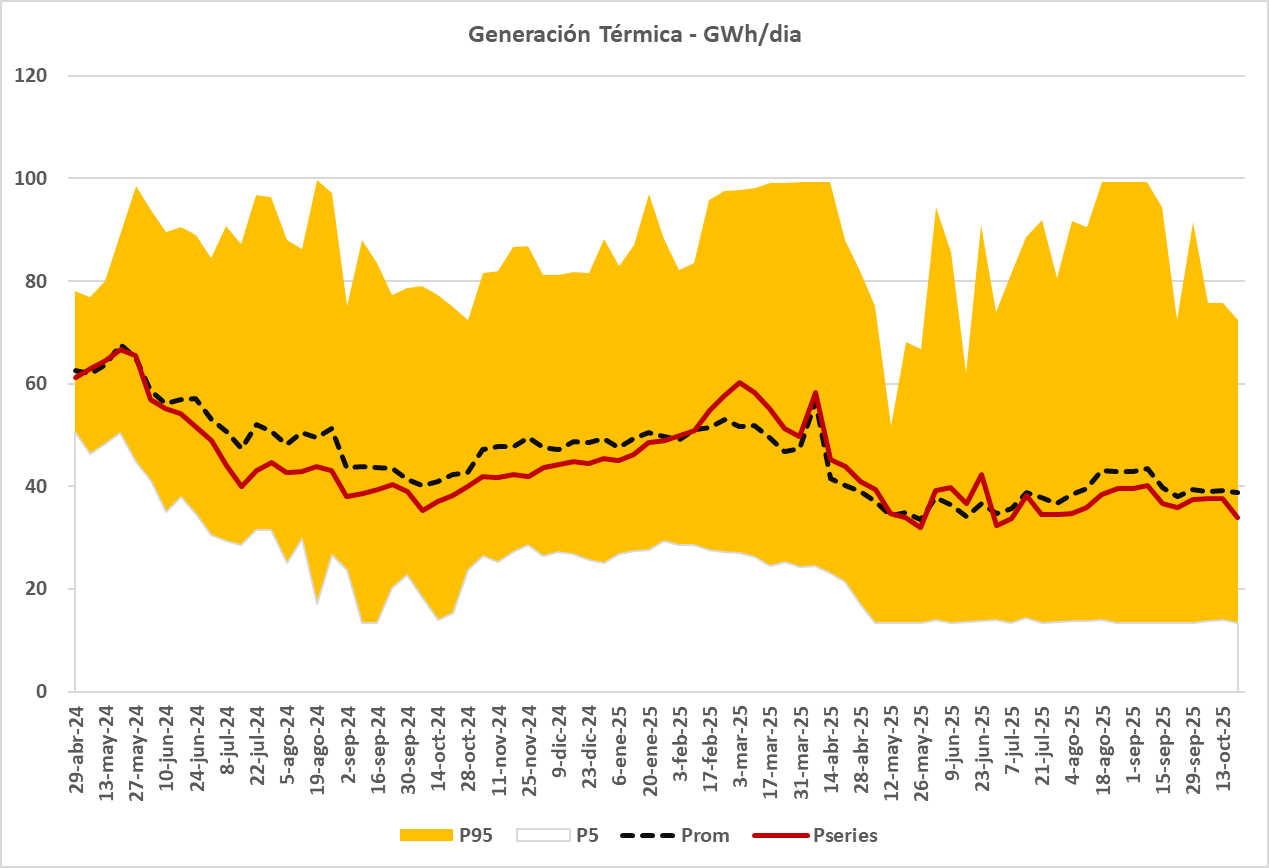 Generación Térmica - GWh/dia
120
100
80
60
40
20
0
29-abr-24
13-may-24
27-may-24
10-jun-24
24-jun-24
8-jul-24
22-jul-24
5-ago-24
19-ago-24
2-sep-24
16-sep-24
30-sep-24
14-oct-24
28-oct-24
11-nov-24
25-nov-24
9-dic-24
23-dic-24
6-ene-25
20-ene-25
3-feb-25
17-feb-25
3-mar-25
17-mar-25
31-mar-25
14-abr-25
28-abr-25
12-may-25
26-may-25
9-jun-25
23-jun-25
7-jul-25
21-jul-25
4-ago-25
18-ago-25
1-sep-25
15-sep-25
29-sep-25
13-oct-25
P95 P5 Prom Pseries